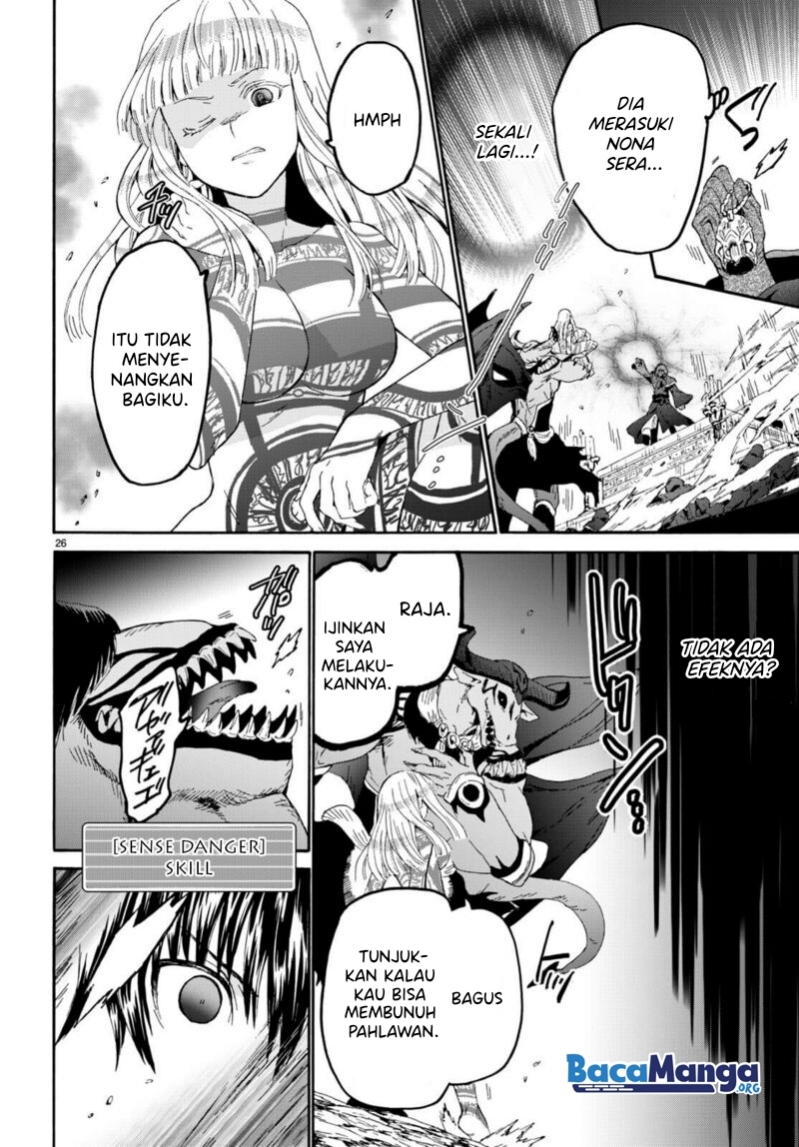 DIA
MERASUKI
NONA
SERA...
SEKALI
LAGI...!
HMPH
ITU TIDAK
MENYE-
NANGKAN
BAGIKU.
26
TIDAK ADA
EFEKNYA?
RAJA.
IJINKAN
SAYA
MELAKU-
KANNYA.
BAGUS
TUNJUK-
KAN KALAU
KAU BISA
MEMBUNUH
PAHLAWAN.
[SENSE DANGER]
SKILL
BacaManga
.ORG